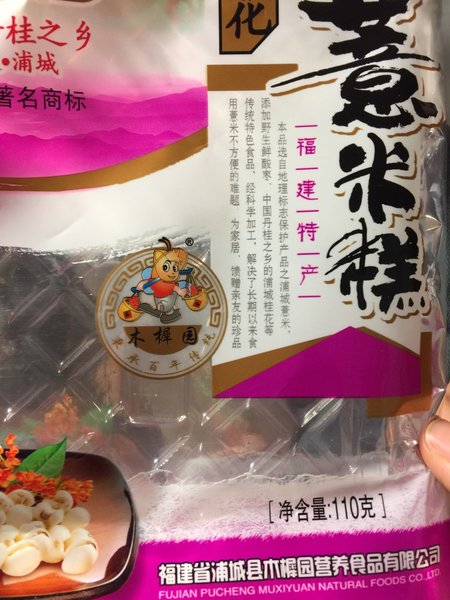 桂之乡
·浦城
著名商标
化
薏米糕
福建特产
本品选自地理标志保护产品之浦城薏米、
添加野生鲜酸枣、中国丹桂之乡的浦城桂花等
传统特色食品，经科学加工，解决了长期以来食
用薏米不方便的难题，为家居、馈赠亲友的珍品
®
木樨园
华承百年传统
[净含量:110克]
福建省浦城县木樨园营养食品有限公司
FUJIAN PUCHENG MUXIYUAN NATURAL FOODS CO.,LTD.